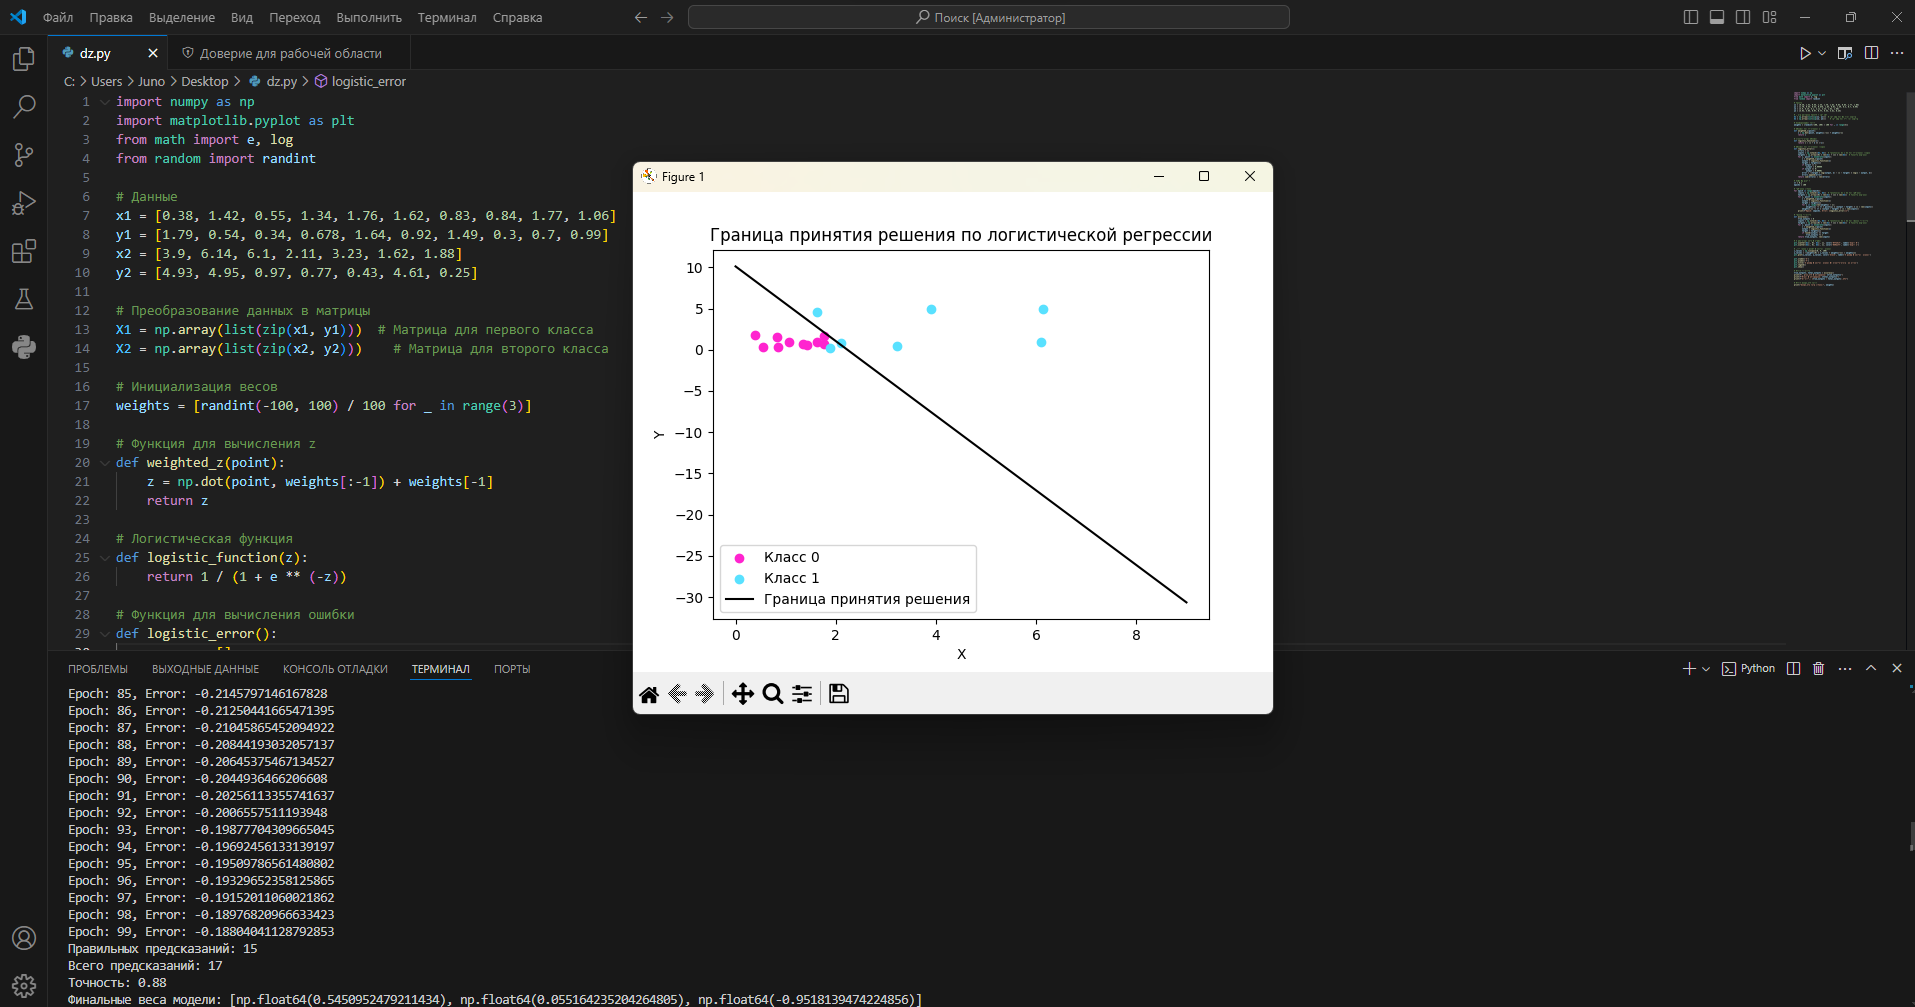 Файл Правка Выделение Вид Переход Выполнить Терминал Справка
Поиск [Администратор]
dz.py
Доверие для рабочей области
C: > Users > Juno > Desktop > dz.py > logistic_error
1 import numpy as np
2 import matplotlib.pyplot as plt
3 from math import e, log
4 from random import randint
5
6 # Данные
7 x1 = [0.38, 1.42, 0.55, 1.34, 1.76, 1.62, 0.83, 0.84, 1.77, 1.06]
8 y1 = [1.79, 0.54, 0.34, 0.678, 1.64, 0.92, 1.49, 0.3, 0.7, 0.99]
9 x2 = [3.9, 6.14, 6.1, 2.11, 3.23, 1.62, 1.88]
10 y2 = [4.93, 4.95, 0.97, 0.77, 0.43, 4.61, 0.25]
11
12 # Преобразование данных в матрицы
13 X1 = np.array(list(zip(x1, y1))) # Матрица для первого класса
14 X2 = np.array(list(zip(x2, y2))) # Матрица для второго класса
15
16 # Инициализация весов
17 weights = [randint(-100, 100) / 100 for _ in range(3)]
18
19 # Функция для вычисления z
20 def weighted_z(point):
21 z = np.dot(point, weights[:-1]) + weights[-1]
22 return z
23
24 # Логистическая функция
25 def logistic_function(z):
26 return 1 / (1 + e ** (-z))
27
28 # Функция для вычисления ошибки
29 def logistic_error():
Figure 1
Граница принятия решения по логистической регрессии
10
5
0
−5
−10
−15
−20
−25
−30
Y
Класс 0
Класс 1
Граница принятия решения
0 2 4 6 8
X
ПРОБЛЕМЫ ВЫХОДНЫЕ ДАННЫЕ КОНСОЛЬ ОТЛАДКИ ТЕРМИНАЛ ПОРТЫ
Python
Epoch: 85, Error: -0.2145797146167828
Epoch: 86, Error: -0.21250441665471395
Epoch: 87, Error: -0.21045865452094922
Epoch: 88, Error: -0.20844193032057137
Epoch: 89, Error: -0.20645375467134527
Epoch: 90, Error: -0.2044936466206608
Epoch: 91, Error: -0.20256113355741637
Epoch: 92, Error: -0.2006557511193948
Epoch: 93, Error: -0.19877704309665045
Epoch: 94, Error: -0.19692456133139197
Epoch: 95, Error: -0.19509786561480802
Epoch: 96, Error: -0.19329652358125865
Epoch: 97, Error: -0.19152011060021862
Epoch: 98, Error: -0.18976820966633423
Epoch: 99, Error: -0.18804041128792853
Правильных предсказаний: 15
Всего предсказаний: 17
Точность: 0.88
Финальные веса модели: [np.float64(0.5450952479211434), np.float64(0.055164235204264805), np.float64(-0.9518139474224856)]